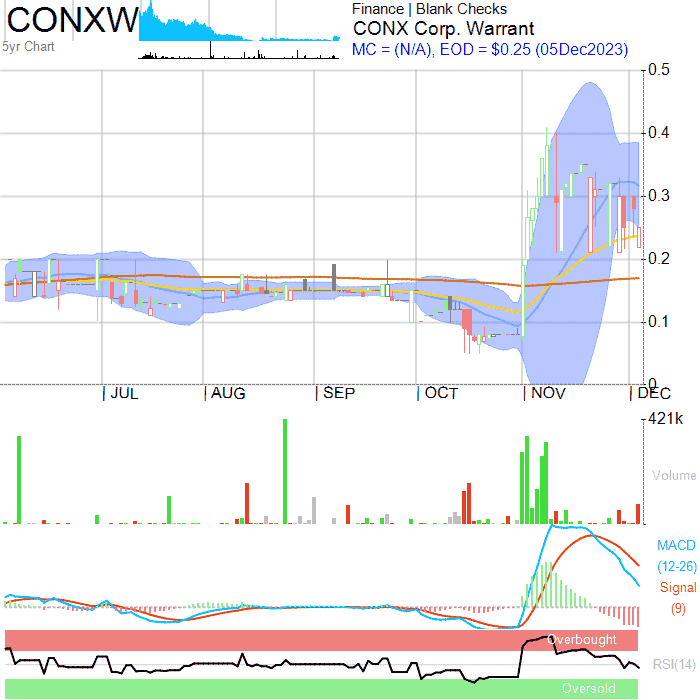 CONXW
5yr Chart
Finance | Blank Checks
CONX Corp. Warrant
MC = (N/A), EOD = $0.25 (05Dec2023)
0.5
0.4
0.3
0.2
0.1
0
| JUL | AUG | SEP | OCT | NOV | DEC
421k
Volume
MACD
(12-26)
Signal
(9)
Overbought
RSI(14)
Oversold